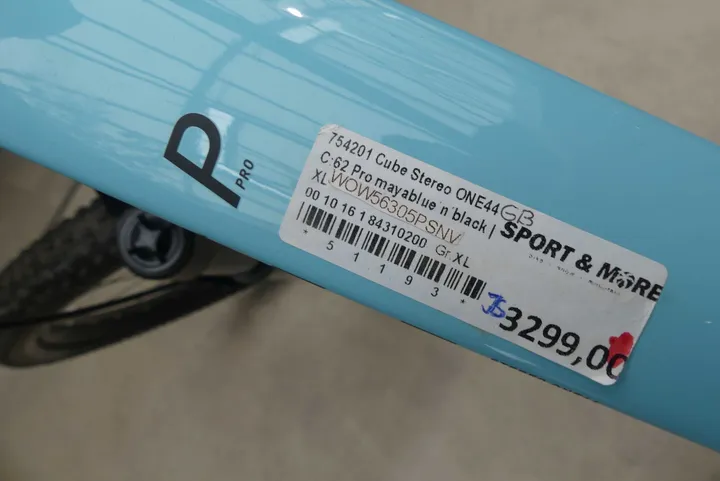 P
PRO
754201 Cube Stereo ONE44 GB
C:62 Pro mayablue´n´black |
XL WOW56305PSNV
00 10 16 1 84310200 Gr. XL
SPORT & MORE
* 5 1 1 9 3 *
JS
3299,00